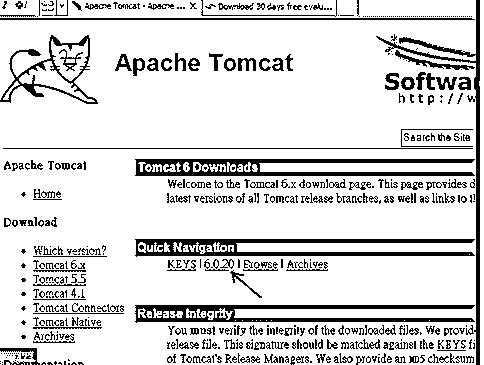 Apache Tomcat - Apache ...
Download 30 days free evalu...
Apache Tomcat
Softwar
http://w
Search the Site
Apache Tomcat
Home
Download
Which version?
Tomcat 6.x
Tomcat 5.5
Tomcat 4.1
Tomcat Connectors
Tomcat Native
Archives
Documentation
Tomcat 6 Downloads
Welcome to the Tomcat 6.x download page. This page provides
latest versions of all Tomcat release branches, as well as links to
Quick Navigation
KEYS | 6.0.20 | Browse | Archives
Release Integrity
You must verify the integrity of the downloaded files. We provid
release file. This signature should be matched against the KEYS
of Tomcat's Release Managers. We also provide an MD5 checksum